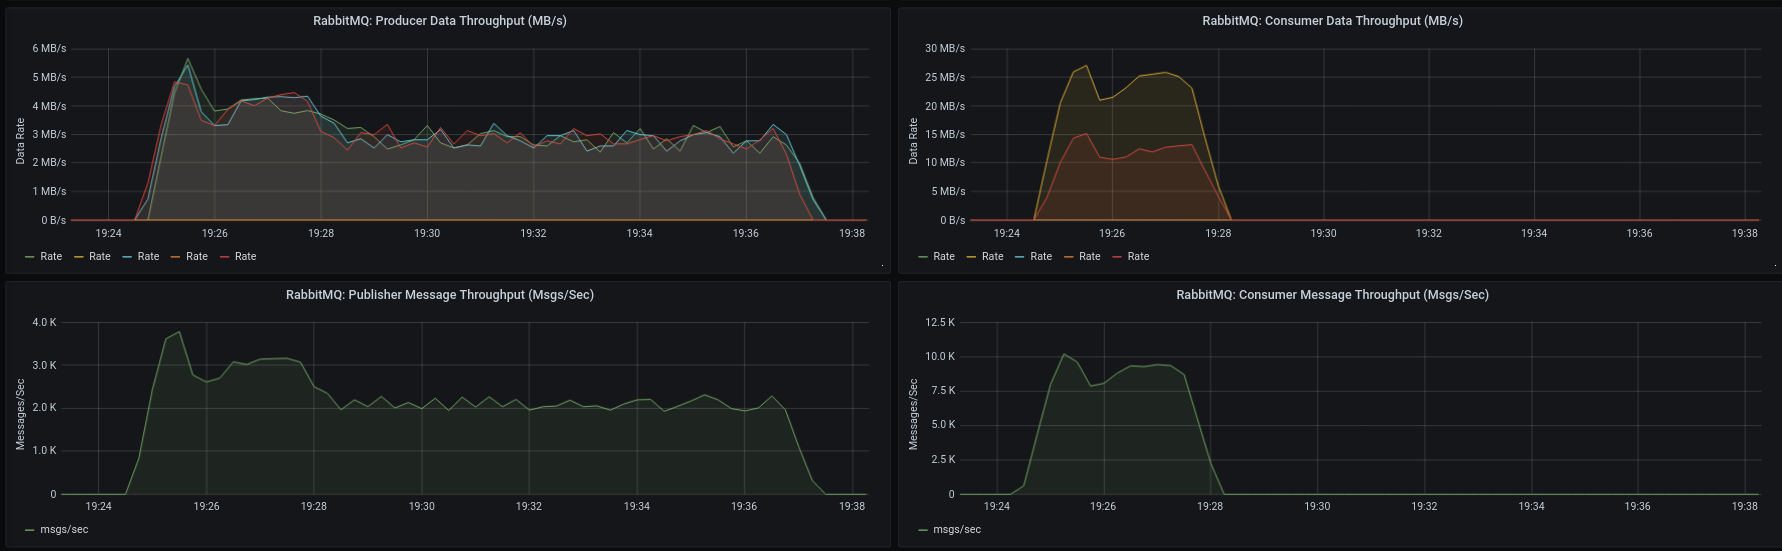 RabbitMQ: Producer Data Throughput (MB/s)
Data Rate
6 MB/s
5 MB/s
4 MB/s
3 MB/s
2 MB/s
1 MB/s
0 B/s
19:24 19:26 19:28 19:30 19:32 19:34 19:36 19:38
Rate Rate Rate Rate Rate
RabbitMQ: Consumer Data Throughput (MB/s)
Data Rate
30 MB/s
25 MB/s
20 MB/s
15 MB/s
10 MB/s
5 MB/s
0 B/s
19:24 19:26 19:28 19:30 19:32 19:34 19:36 19:38
Rate Rate Rate Rate Rate
RabbitMQ: Publisher Message Throughput (Msgs/Sec)
Messages/Sec
4.0 K
3.0 K
2.0 K
1.0 K
0
19:24 19:26 19:28 19:30 19:32 19:34 19:36 19:38
msgs/sec
RabbitMQ: Consumer Message Throughput (Msgs/Sec)
Messages/Sec
12.5 K
10.0 K
7.5 K
5.0 K
2.5 K
0
19:24 19:26 19:28 19:30 19:32 19:34 19:36 19:38
msgs/sec